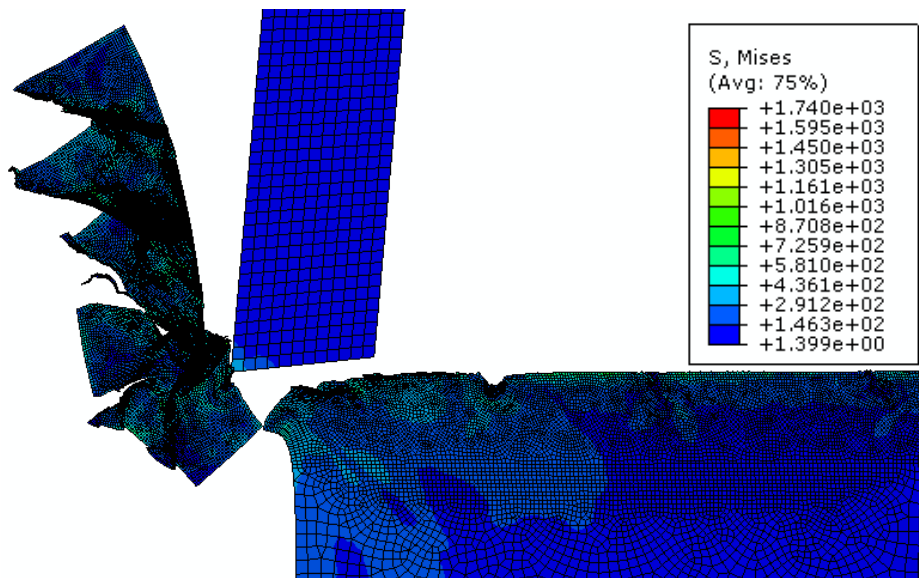 S, Mises
(Avg: 75%)
+1.740e+03
+1.595e+03
+1.450e+03
+1.305e+03
+1.161e+03
+1.016e+03
+8.708e+02
+7.259e+02
+5.810e+02
+4.361e+02
+2.912e+02
+1.463e+02
+1.399e+00